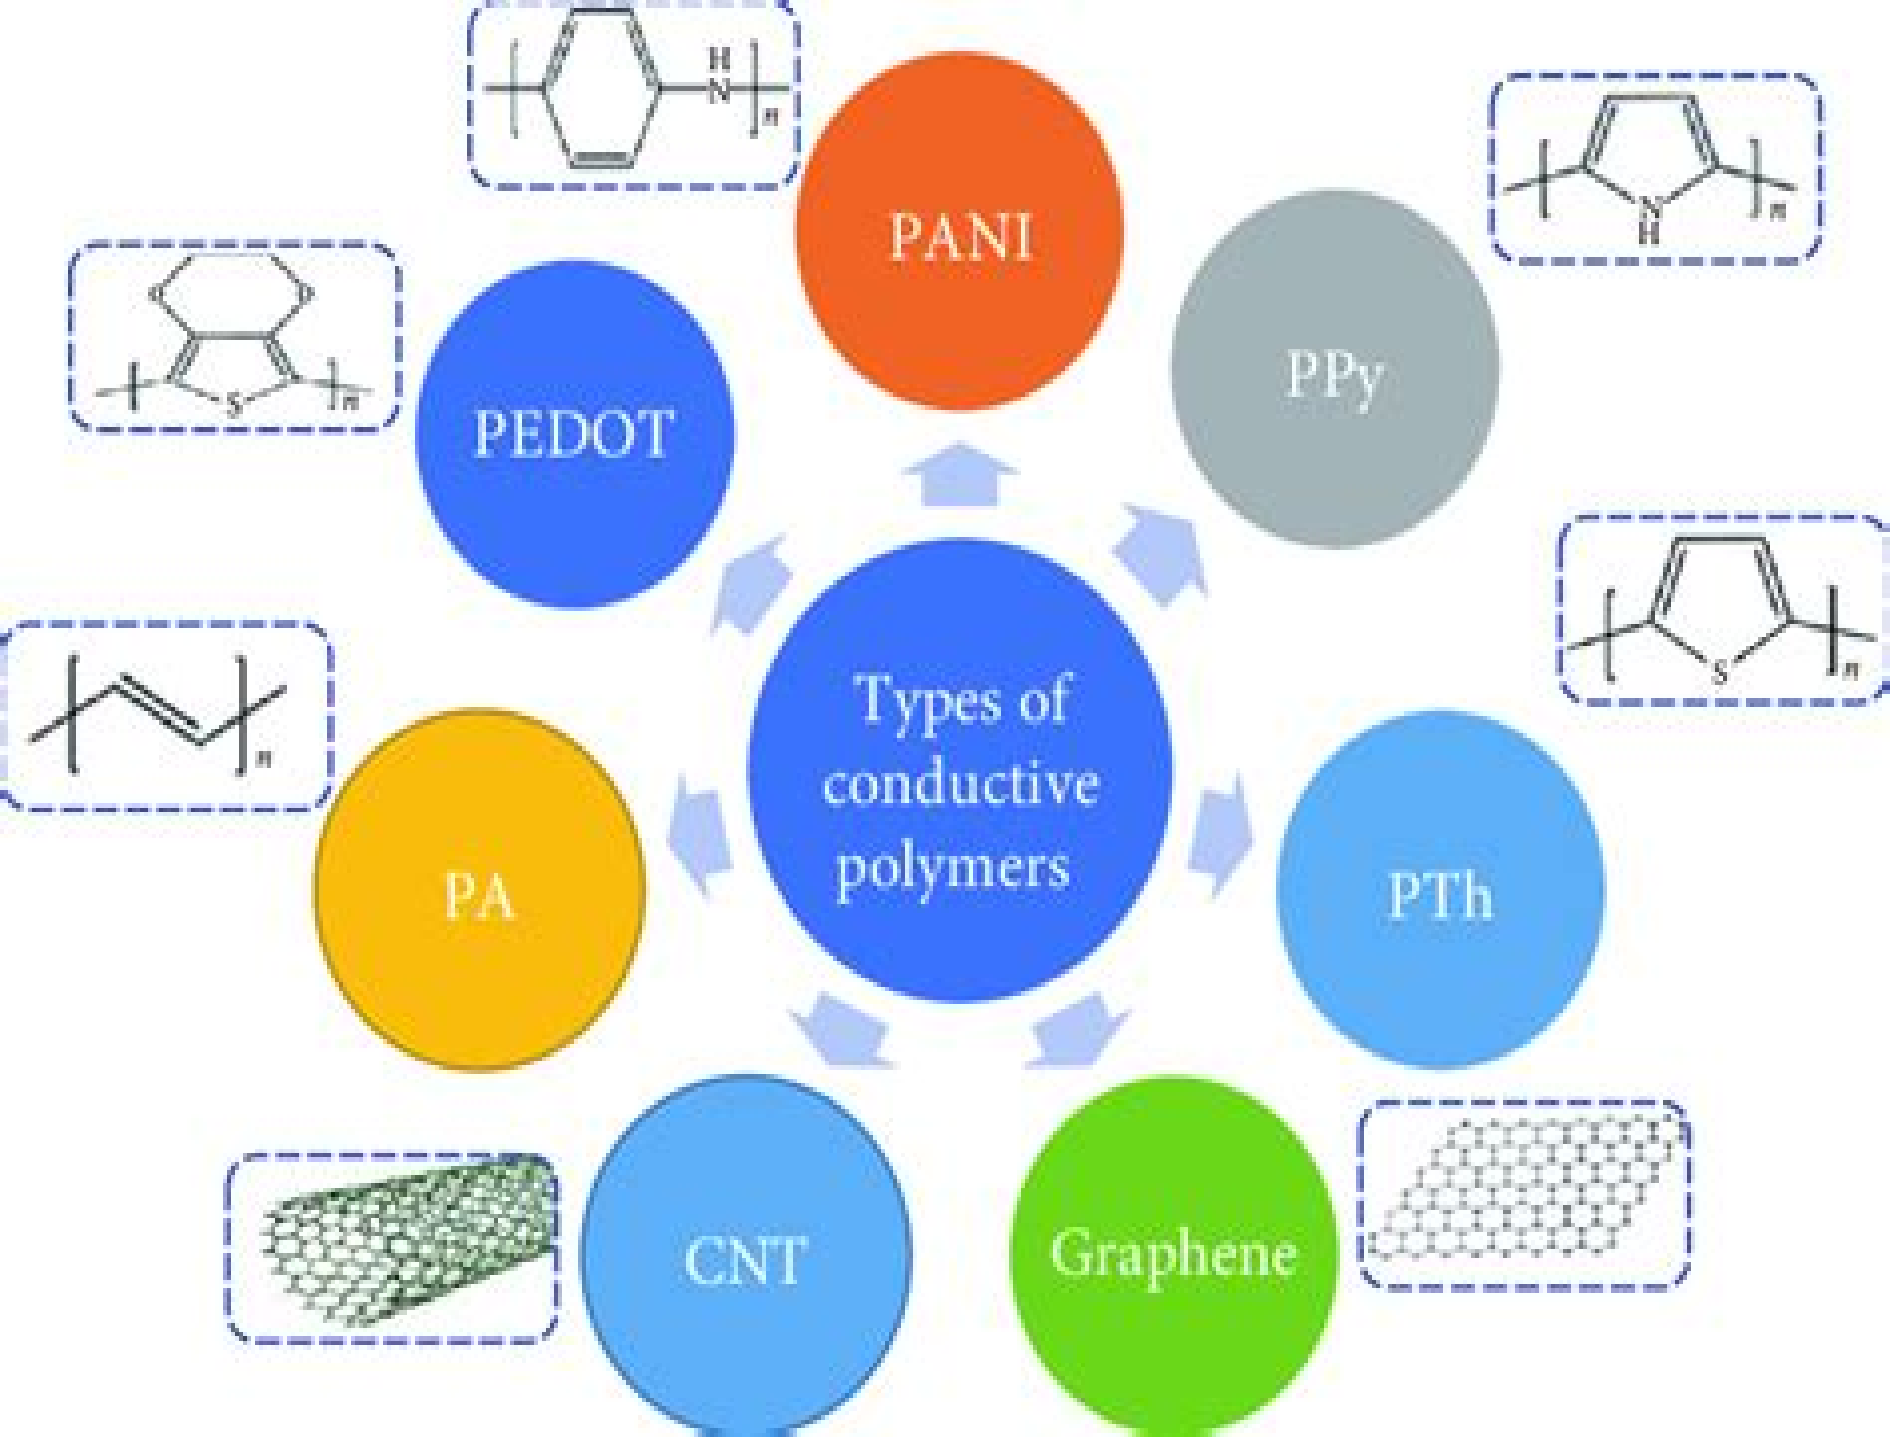 H
N
n
PANI
N
H
n
PPy
O
O
S
n
PEDOT
S
n
PTh
n
PA
Types of
conductive
polymers
CNT
Graphene